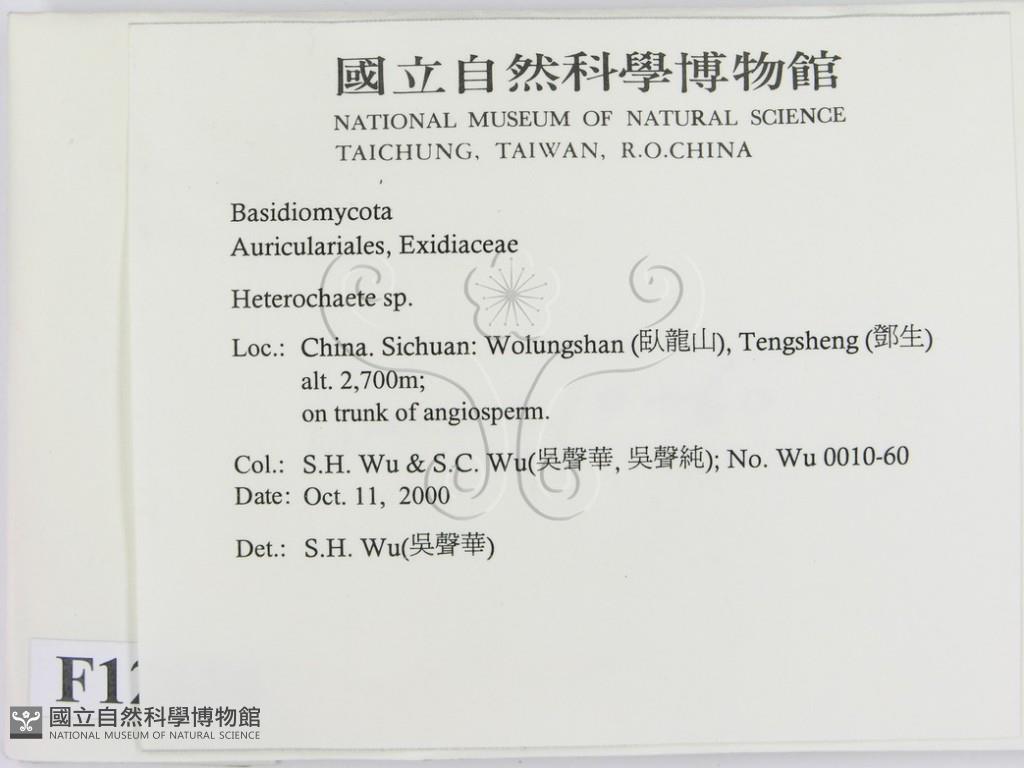 國立自然科學博物館
NATIONAL MUSEUM OF NATURAL SCIENCE
TAICHUNG, TAIWAN, R.O.CHINA
Basidiomycota
Auriculariales, Exidiaceae
Heterochaete sp.
Loc.: China. Sichuan: Wolungshan (臥龍山), Tengsheng (鄧生)
alt. 2,700m;
on trunk of angiosperm.
Col.: S.H. Wu & S.C. Wu(吳聲華, 吳聲純); No. Wu 0010-60
Date: Oct. 11, 2000
Det.: S.H. Wu(吳聲華)
F12
國立自然科學博物館
NATIONAL MUSEUM OF NATURAL SCIENCE